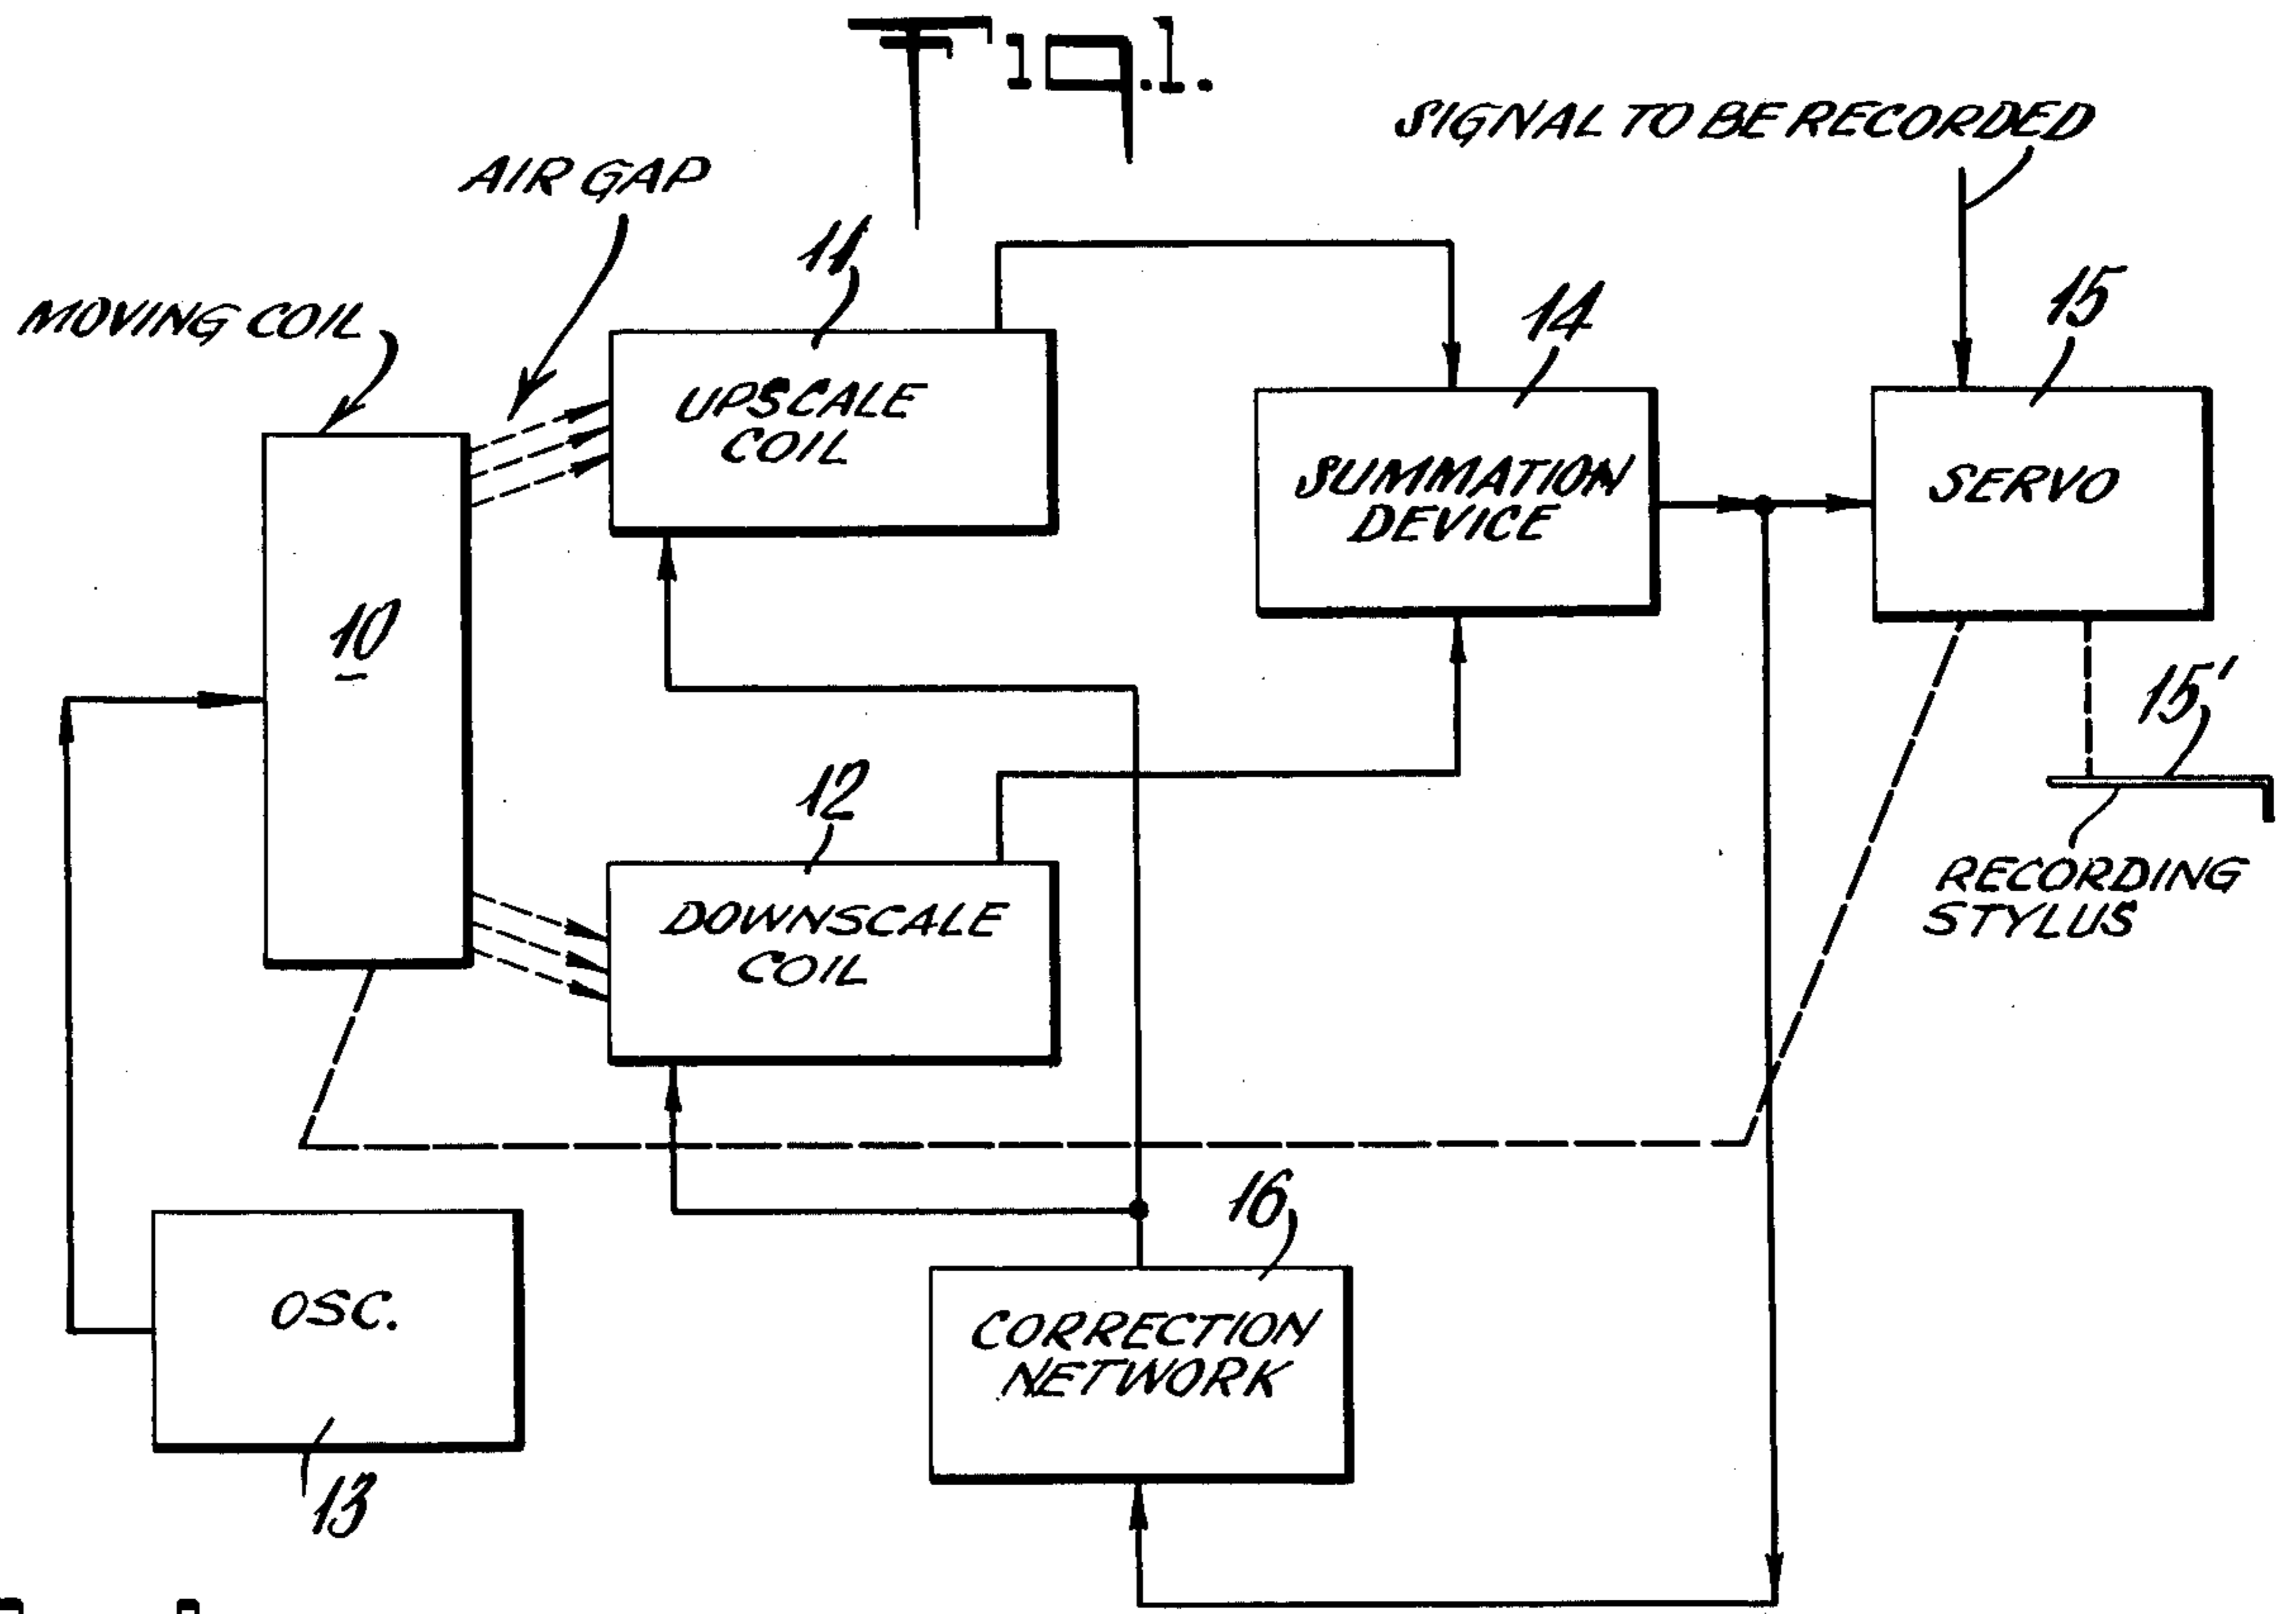 Fig.1.
SIGNAL TO BE RECORDED
AIR GAP
MOVING COIL
11
14
15
UPSCALE
COIL
SUMMATION
DEVICE
SERVO
10
15'
12
RECORDING
STYLUS
DOWNSCALE
COIL
16
OSC.
CORRECTION
NETWORK
13